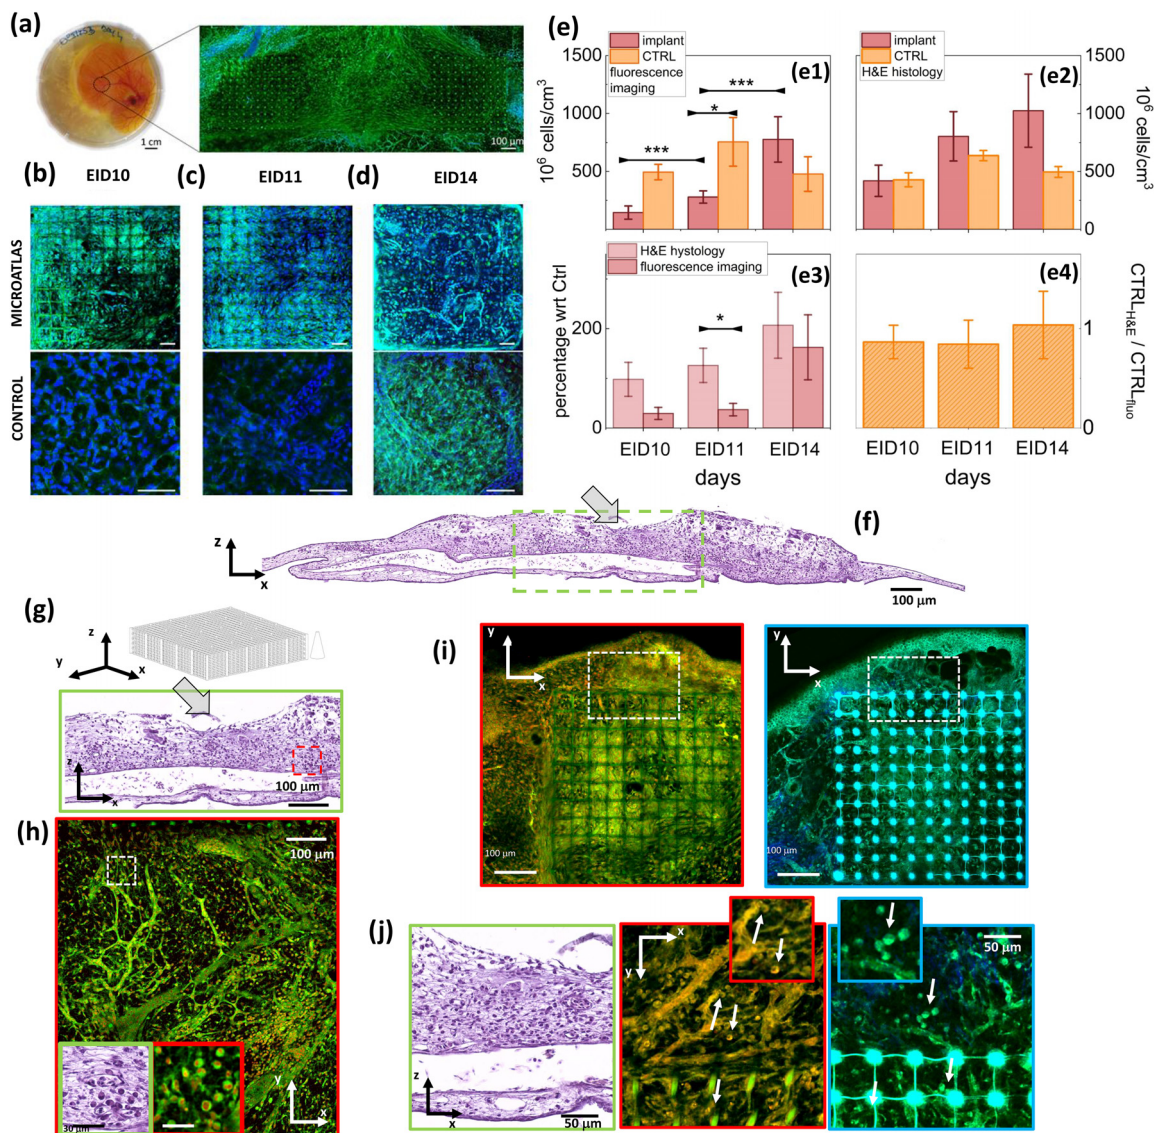 (a)
1 cm
100 µm
(b)
EID10
(c)
EID11
(d)
EID14
MICROATLAS
CONTROL
(e)
implant
CTRL
fluorescence
imaging
(e1)
***
*
***
1500
1000
500
10⁶ cells/cm³
implant
CTRL
H&E histology
(e2)
1500
1000
500
0
10⁶ cells/cm³
H&E hystology
fluorescence imaging
(e3)
*
200
0
percentage wrt Ctrl
EID10 EID11 EID14
days
(e4)
1
0
CTRL_H&E / CTRL_fluo
EID10 EID11 EID14
days
(f)
z
x
100 µm
(g)
z
y
x
z
x
100 µm
(h)
100 µm
30 µm
y
x
(i)
y
x
100 µm
y
x
100 µm
(j)
z
x
50 µm
x
y
50 µm